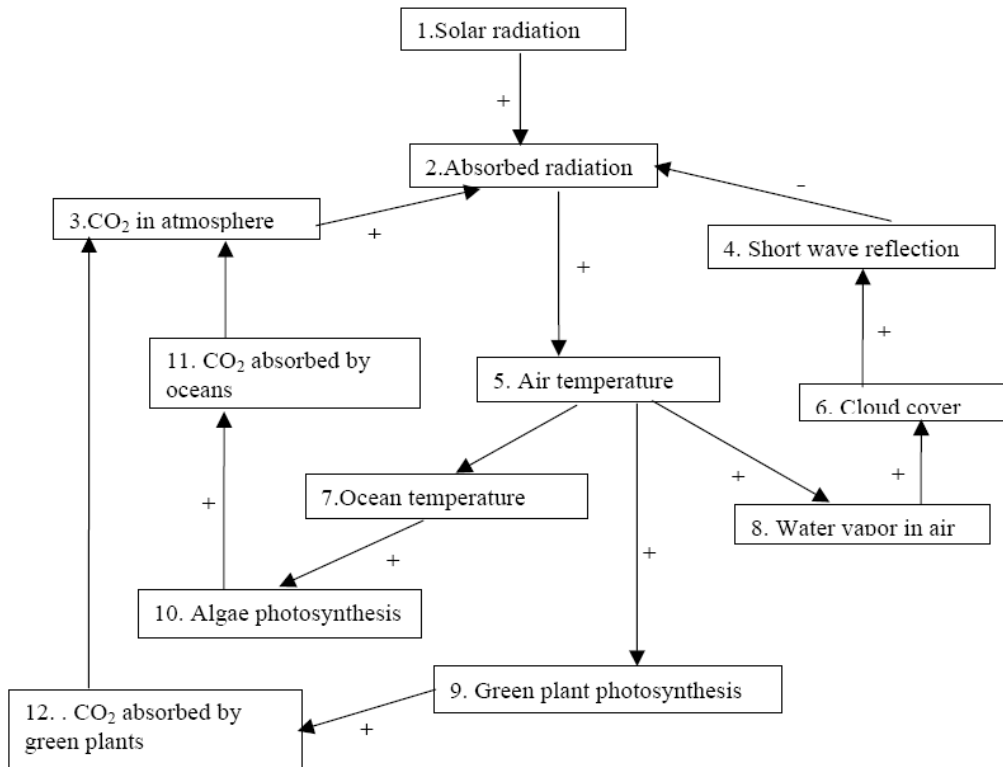 1.Solar radiation
+
2.Absorbed radiation
-
3.CO₂ in atmosphere
+
4. Short wave reflection
+
+
11. CO₂ absorbed by
oceans
5. Air temperature
6. Cloud cover
+
7.Ocean temperature
+
+
8. Water vapor in air
+
+
10. Algae photosynthesis
9. Green plant photosynthesis
12. . CO₂ absorbed by
green plants
+